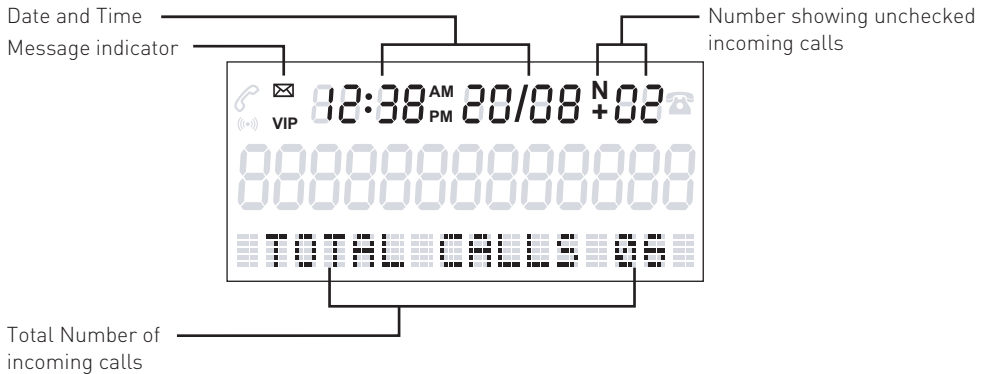 Date and Time
Number showing unchecked
incoming calls
Message indicator
12:38 AM PM 20/08 N + 02
VIP
TOTAL CALLS 06
Total Number of
incoming calls